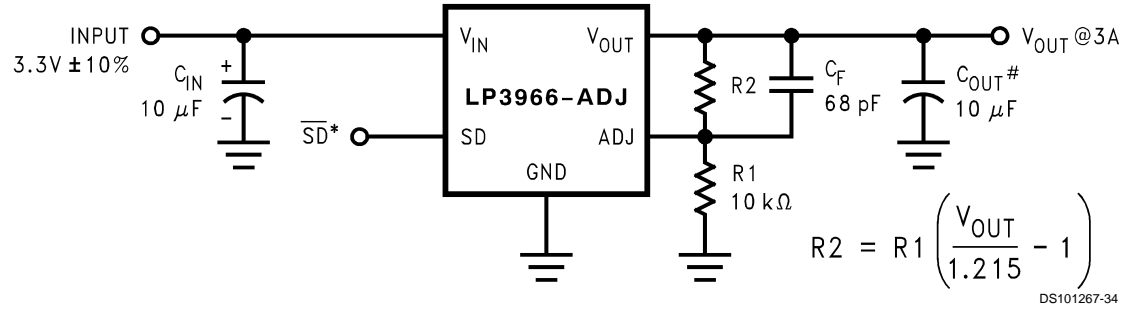 INPUT
3.3V ±10%
C_IN
+
10 μF
−
SD*
V_IN
V_OUT
LP3966-ADJ
SD
ADJ
GND
R2
C_F
68 pF
R1
10 kΩ
C_OUT#
10 μF
V_OUT @3A
R2 = R1 (V_OUT / 1.215 − 1)
DS101267-34